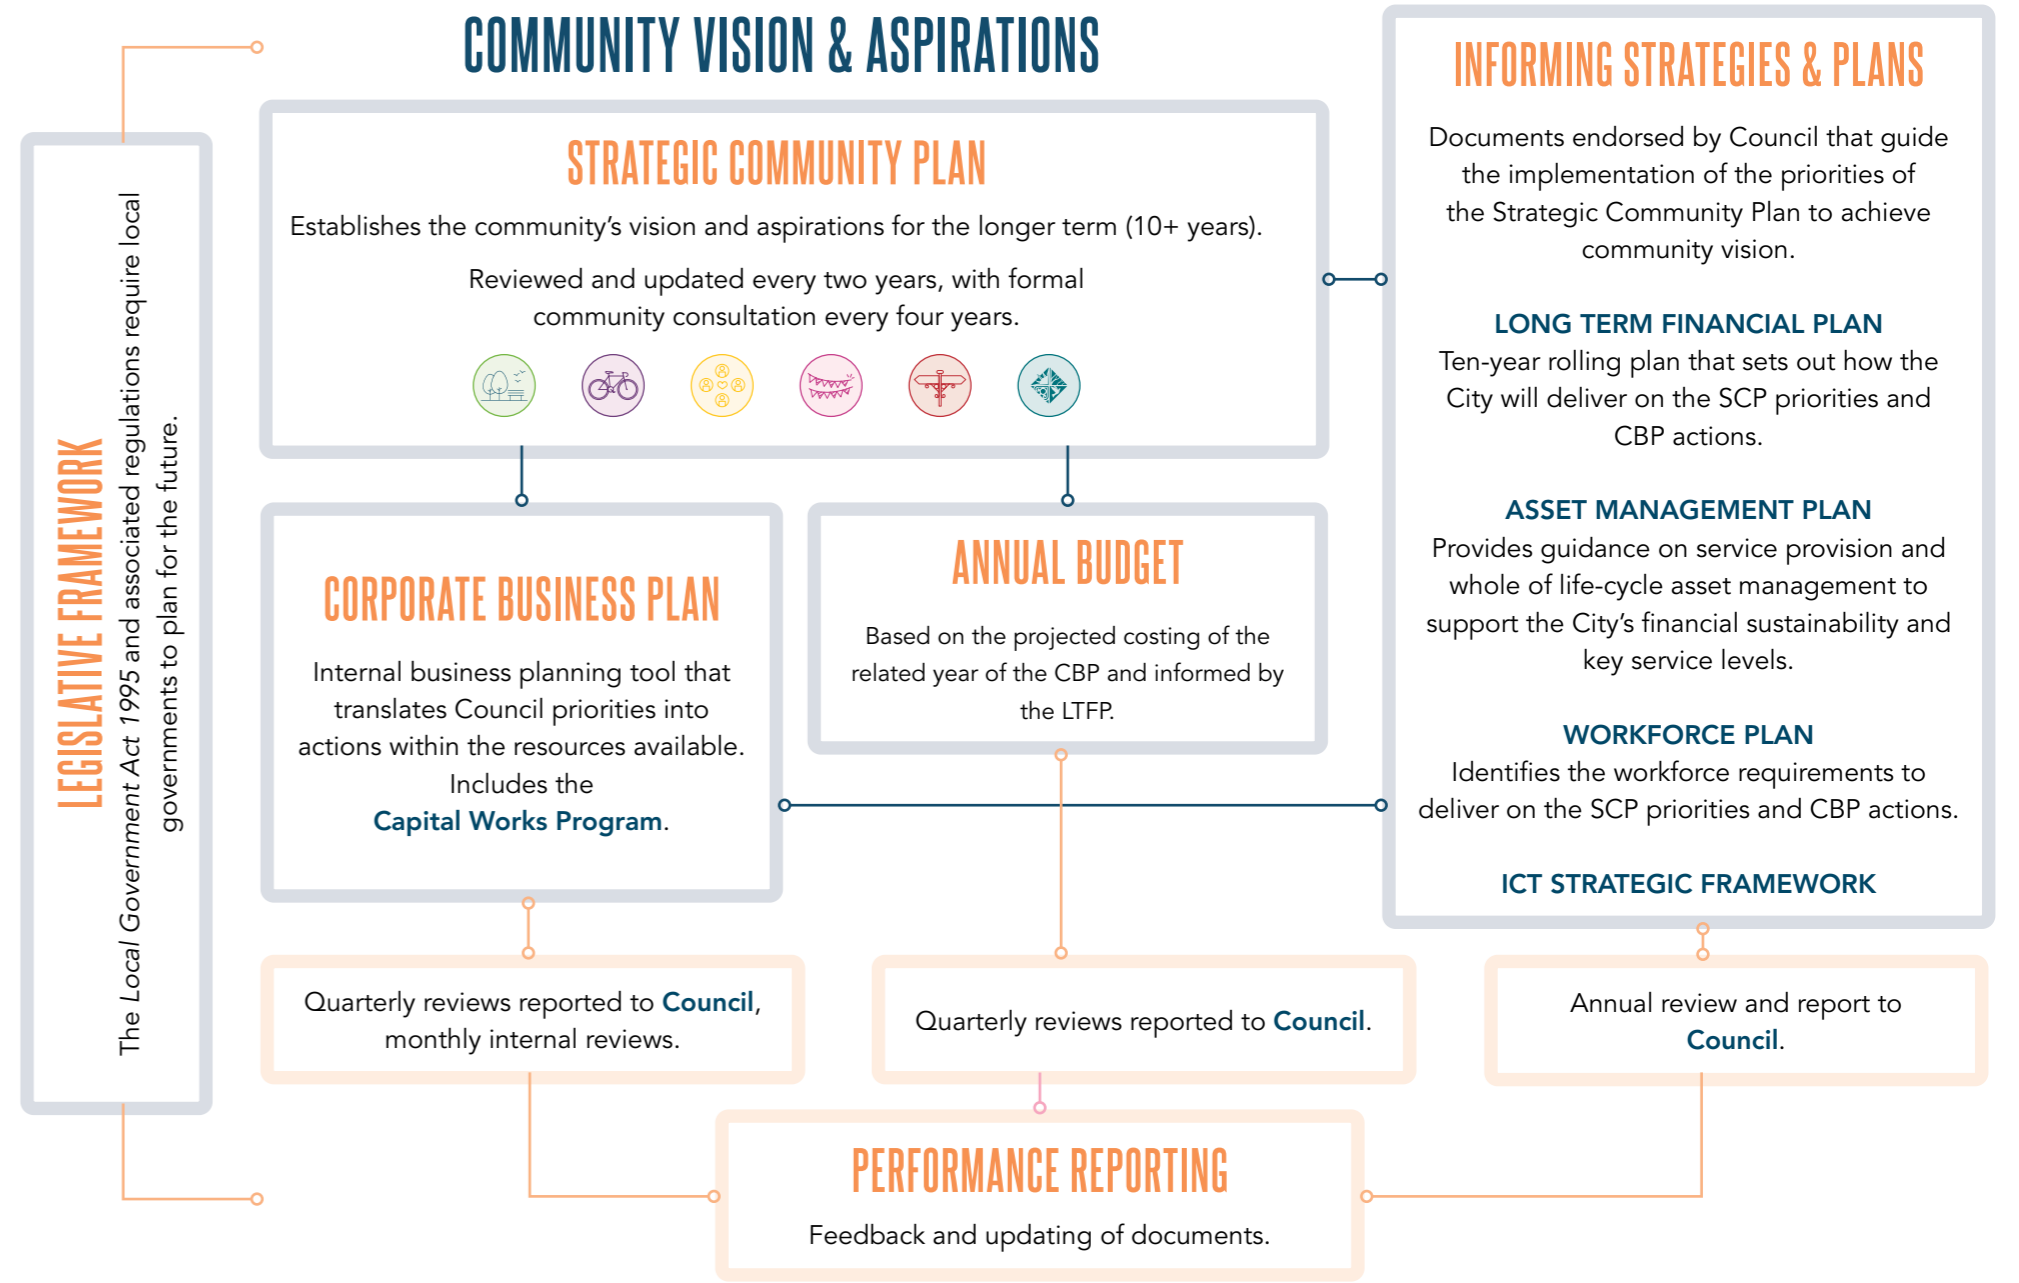 COMMUNITY VISION & ASPIRATIONS
LEGISLATIVE FRAMEWORK
The Local Government Act 1995 and associated regulations require local
governments to plan for the future.
STRATEGIC COMMUNITY PLAN
Establishes the community’s vision and aspirations for the longer term (10+ years).
Reviewed and updated every two years, with formal
community consultation every four years.
CORPORATE BUSINESS PLAN
Internal business planning tool that
translates Council priorities into
actions within the resources available.
Includes the
Capital Works Program.
ANNUAL BUDGET
Based on the projected costing of the
related year of the CBP and informed by
the LTFP.
INFORMING STRATEGIES & PLANS
Documents endorsed by Council that guide
the implementation of the priorities of
the Strategic Community Plan to achieve
community vision.
LONG TERM FINANCIAL PLAN
Ten-year rolling plan that sets out how the
City will deliver on the SCP priorities and
CBP actions.
ASSET MANAGEMENT PLAN
Provides guidance on service provision and
whole of life-cycle asset management to
support the City’s financial sustainability and
key service levels.
WORKFORCE PLAN
Identifies the workforce requirements to
deliver on the SCP priorities and CBP actions.
ICT STRATEGIC FRAMEWORK
Quarterly reviews reported to Council,
monthly internal reviews.
Quarterly reviews reported to Council.
Annual review and report to
Council.
PERFORMANCE REPORTING
Feedback and updating of documents.